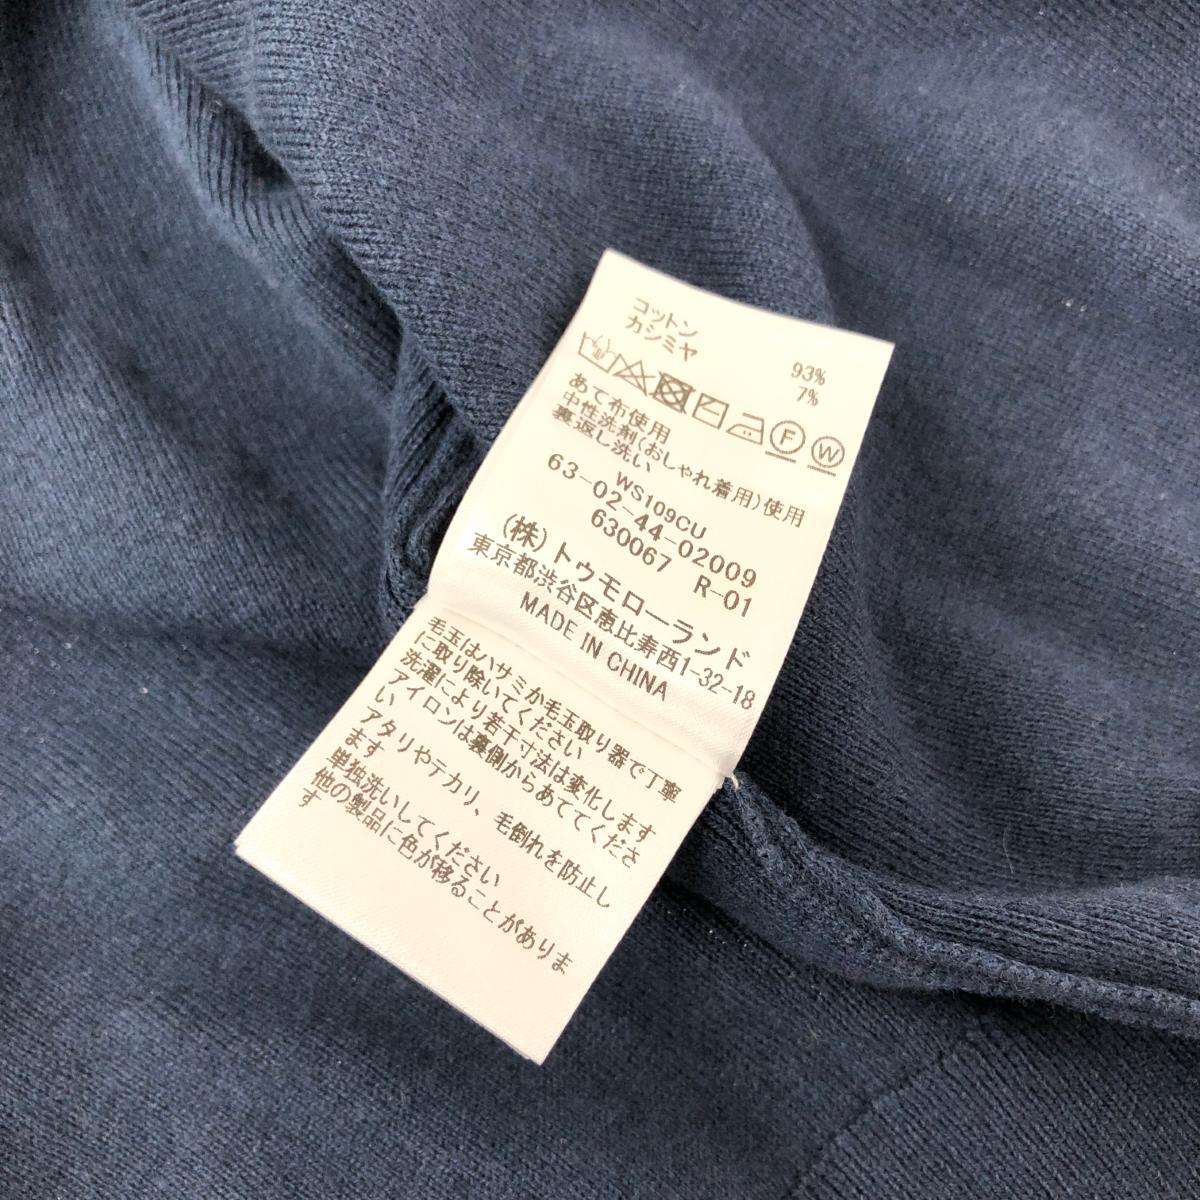 コットン 93%
カシミヤ 7%
F W
あて布使用
中性洗剤(おしゃれ着用)使用
裏返し洗い
WS109CU
63-02-44-02009
630067 R-01
(株)トゥモローランド
東京都渋谷区恵比寿西1-32-18
MADE IN CHINA
毛玉はハサミか毛玉取り器で丁寧
に取り除いてください
洗濯により若干寸法は変化します
アイロンは裏側からあててくださ
い
アタリやテカリ、毛倒れを防止し
ます
単独洗いしてください
他の製品に色が移ることがありま
す